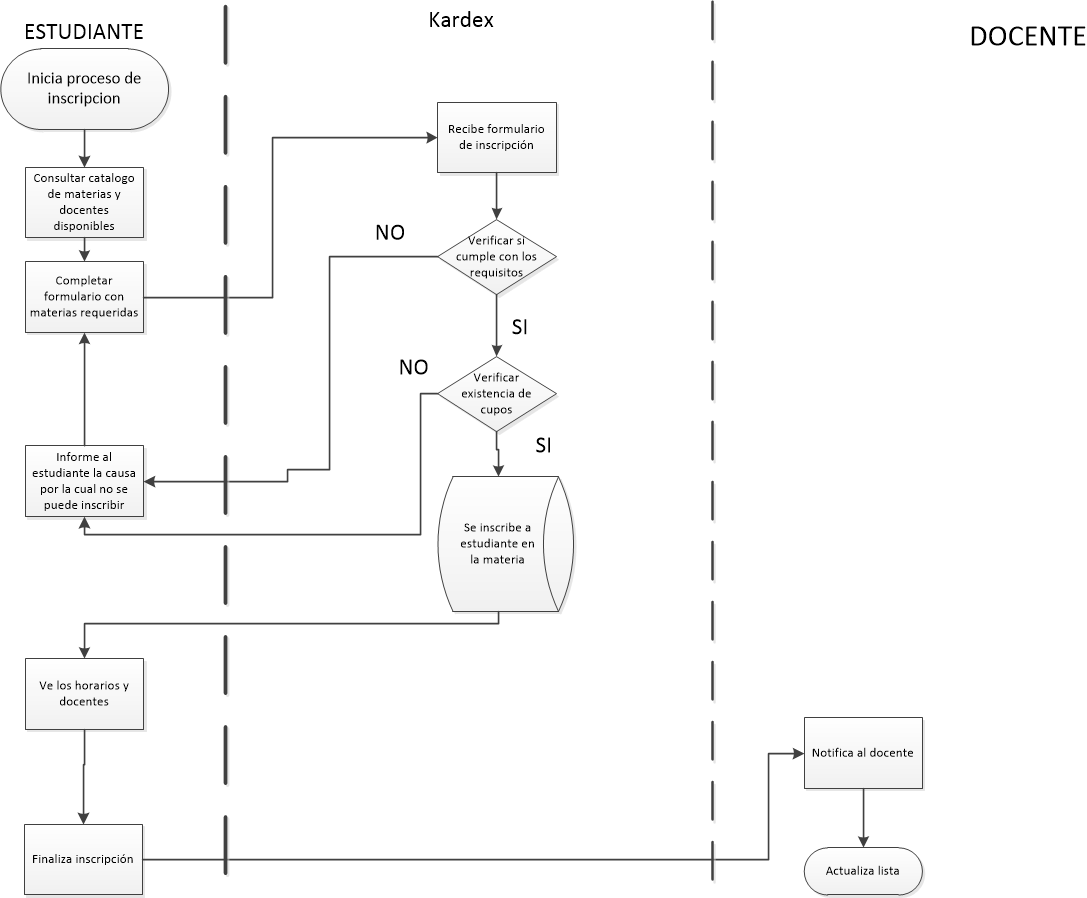 ESTUDIANTE
Kardex
DOCENTE
Inicia proceso de
inscripcion
Consultar catalogo
de materias y
docentes
disponibles
Completar
formulario con
materias requeridas
Recibe formulario
de inscripción
Verificar si
cumple con los
requisitos
NO
SI
Verificar
existencia de
cupos
NO
SI
Informe al
estudiante la causa
por la cual no se
puede inscribir
Se inscribe a
estudiante en
la materia
Ve los horarios y
docentes
Finaliza inscripción
Notifica al docente
Actualiza lista